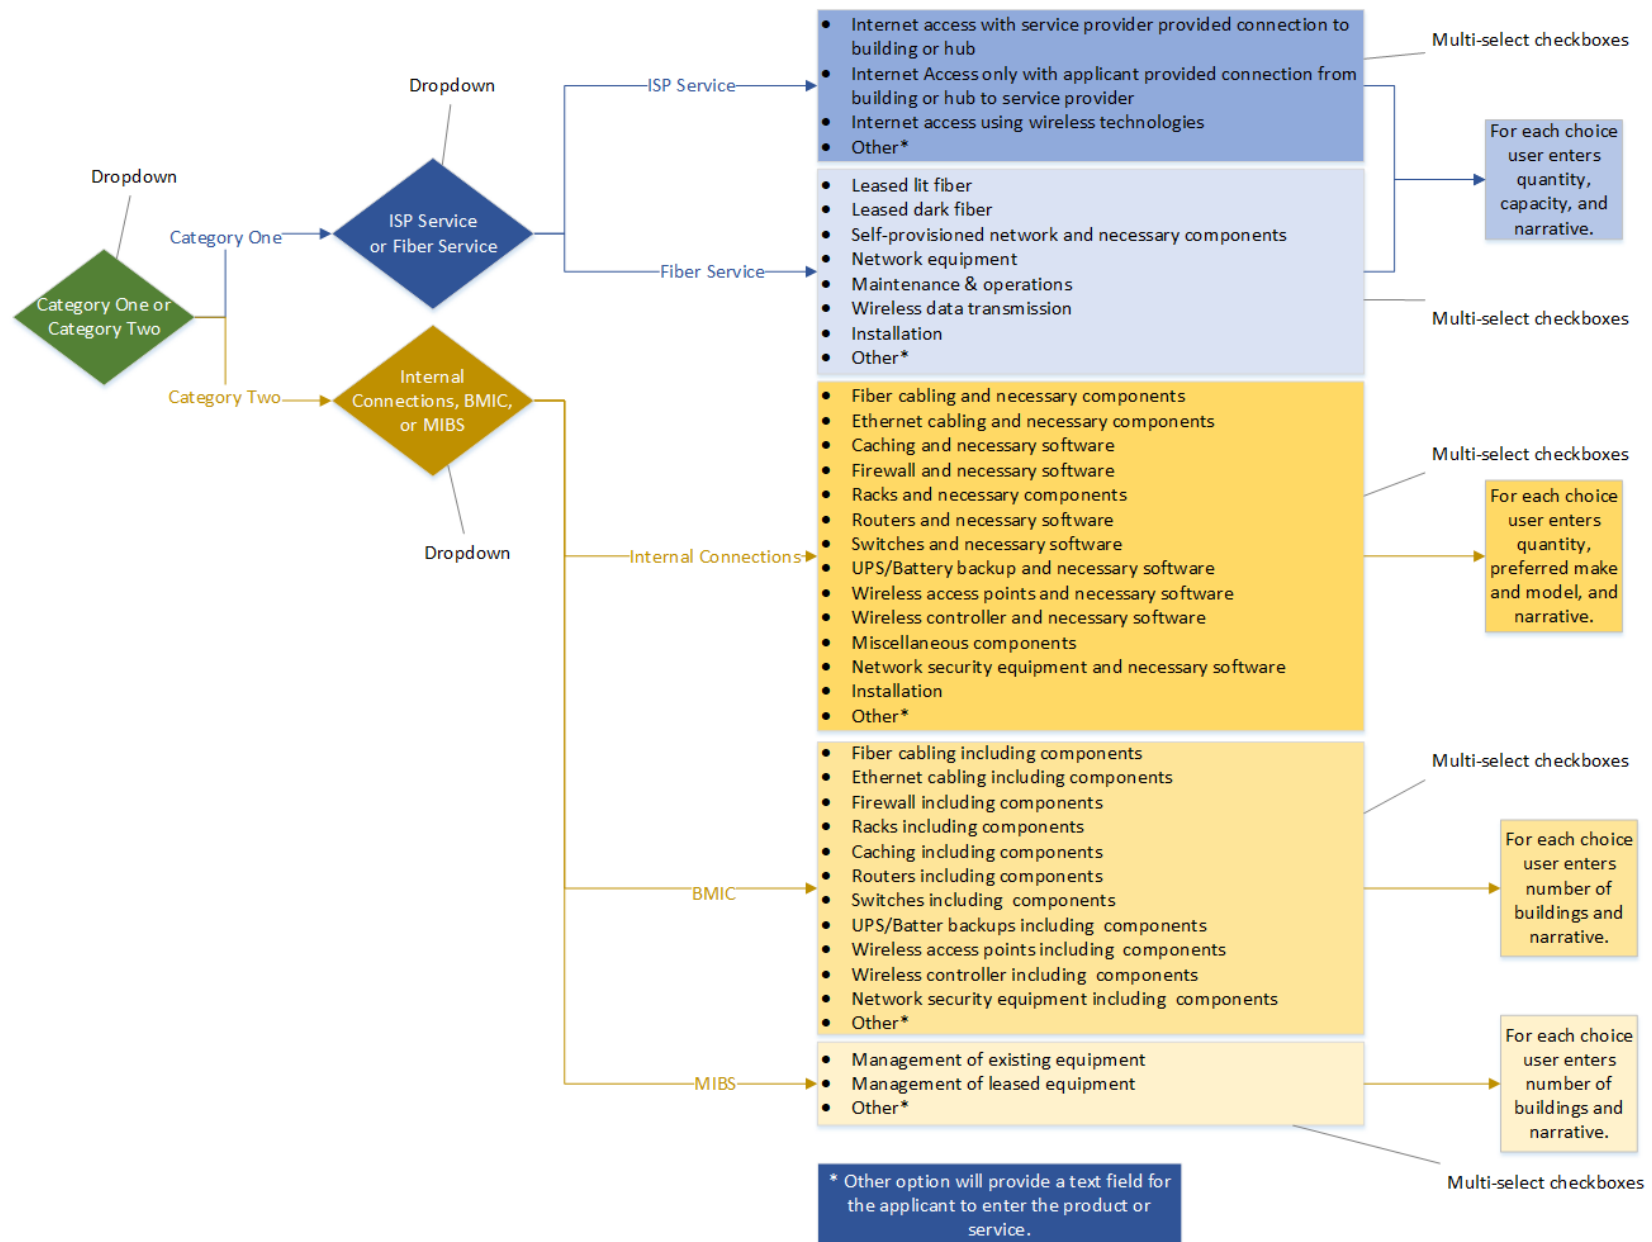 Dropdown
Category One or
Category Two
Category One
Category Two
Dropdown
ISP Service
or Fiber Service
Internal
Connections, BMIC,
or MIBS
Dropdown
ISP Service
Fiber Service
• Internet access with service provider provided connection to
building or hub
• Internet Access only with applicant provided connection from
building or hub to service provider
• Internet access using wireless technologies
• Other*
Multi-select checkboxes
• Leased lit fiber
• Leased dark fiber
• Self-provisioned network and necessary components
• Network equipment
• Maintenance & operations
• Wireless data transmission
• Installation
• Other*
Multi-select checkboxes
For each choice
user enters
quantity,
capacity, and
narrative.
Internal Connections
• Fiber cabling and necessary components
• Ethernet cabling and necessary components
• Caching and necessary software
• Firewall and necessary software
• Racks and necessary components
• Routers and necessary software
• Switches and necessary software
• UPS/Battery backup and necessary software
• Wireless access points and necessary software
• Wireless controller and necessary software
• Miscellaneous components
• Network security equipment and necessary software
• Installation
• Other*
Multi-select checkboxes
For each choice
user enters
quantity,
preferred make
and model, and
narrative.
BMIC
• Fiber cabling including components
• Ethernet cabling including components
• Firewall including components
• Racks including components
• Caching including components
• Routers including components
• Switches including components
• UPS/Batter backups including components
• Wireless access points including components
• Wireless controller including components
• Network security equipment including components
• Other*
Multi-select checkboxes
For each choice
user enters
number of
buildings and
narrative.
MIBS
• Management of existing equipment
• Management of leased equipment
• Other*
For each choice
user enters
number of
buildings and
narrative.
Multi-select checkboxes
* Other option will provide a text field for
the applicant to enter the product or
service.